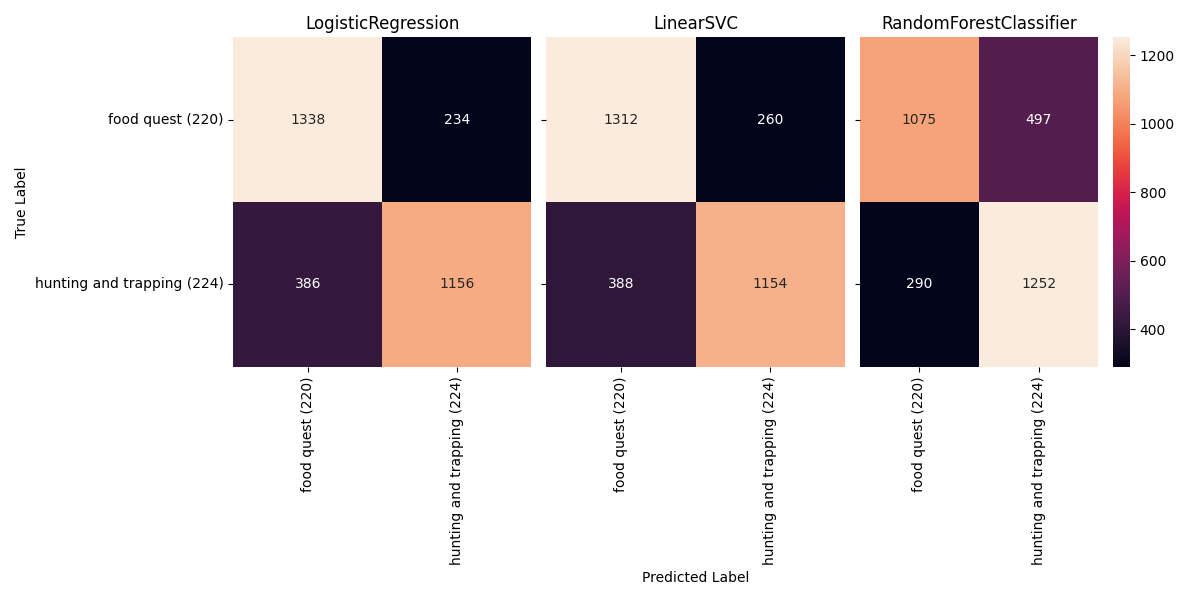 LogisticRegression
LinearSVC
RandomForestClassifier
True Label
food quest (220)
1338
234
1312
260
1075
497
hunting and trapping (224)
386
1156
388
1154
290
1252
1200
1000
800
600
400
food quest (220)
hunting and trapping (224)
food quest (220)
hunting and trapping (224)
food quest (220)
hunting and trapping (224)
Predicted Label